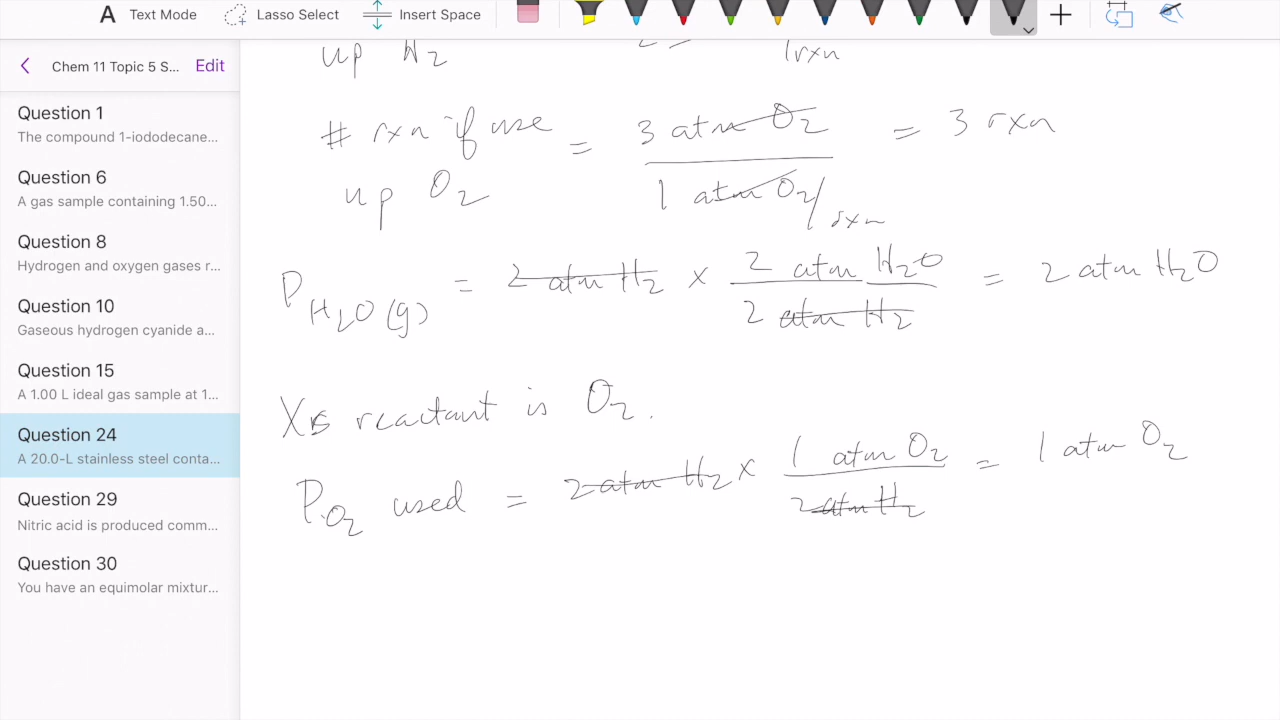 A Text Mode Lasso Select Insert Space
Chem 11 Topic 5 S... Edit
Question 1
The compound 1-iododecane...
Question 6
A gas sample containing 1.50...
Question 8
Hydrogen and oxygen gases r...
Question 10
Gaseous hydrogen cyanide a...
Question 15
A 1.00 L ideal gas sample at 1...
Question 24
A 20.0-L stainless steel conta...
Question 29
Nitric acid is produced comm...
Question 30
You have an equimolar mixtur...
up H2 1rxn
# rxn if use = 3 atm O2 = 3 rxn
up O2 1 atm O2/rxn
P H2O(g) = 2 atm H2 x 2 atm H2O / 2 atm H2 = 2 atm H2O
Xs reactant is O2.
PO2 used = 2 atm H2 x 1 atm O2 / 2 atm H2 = 1 atm O2